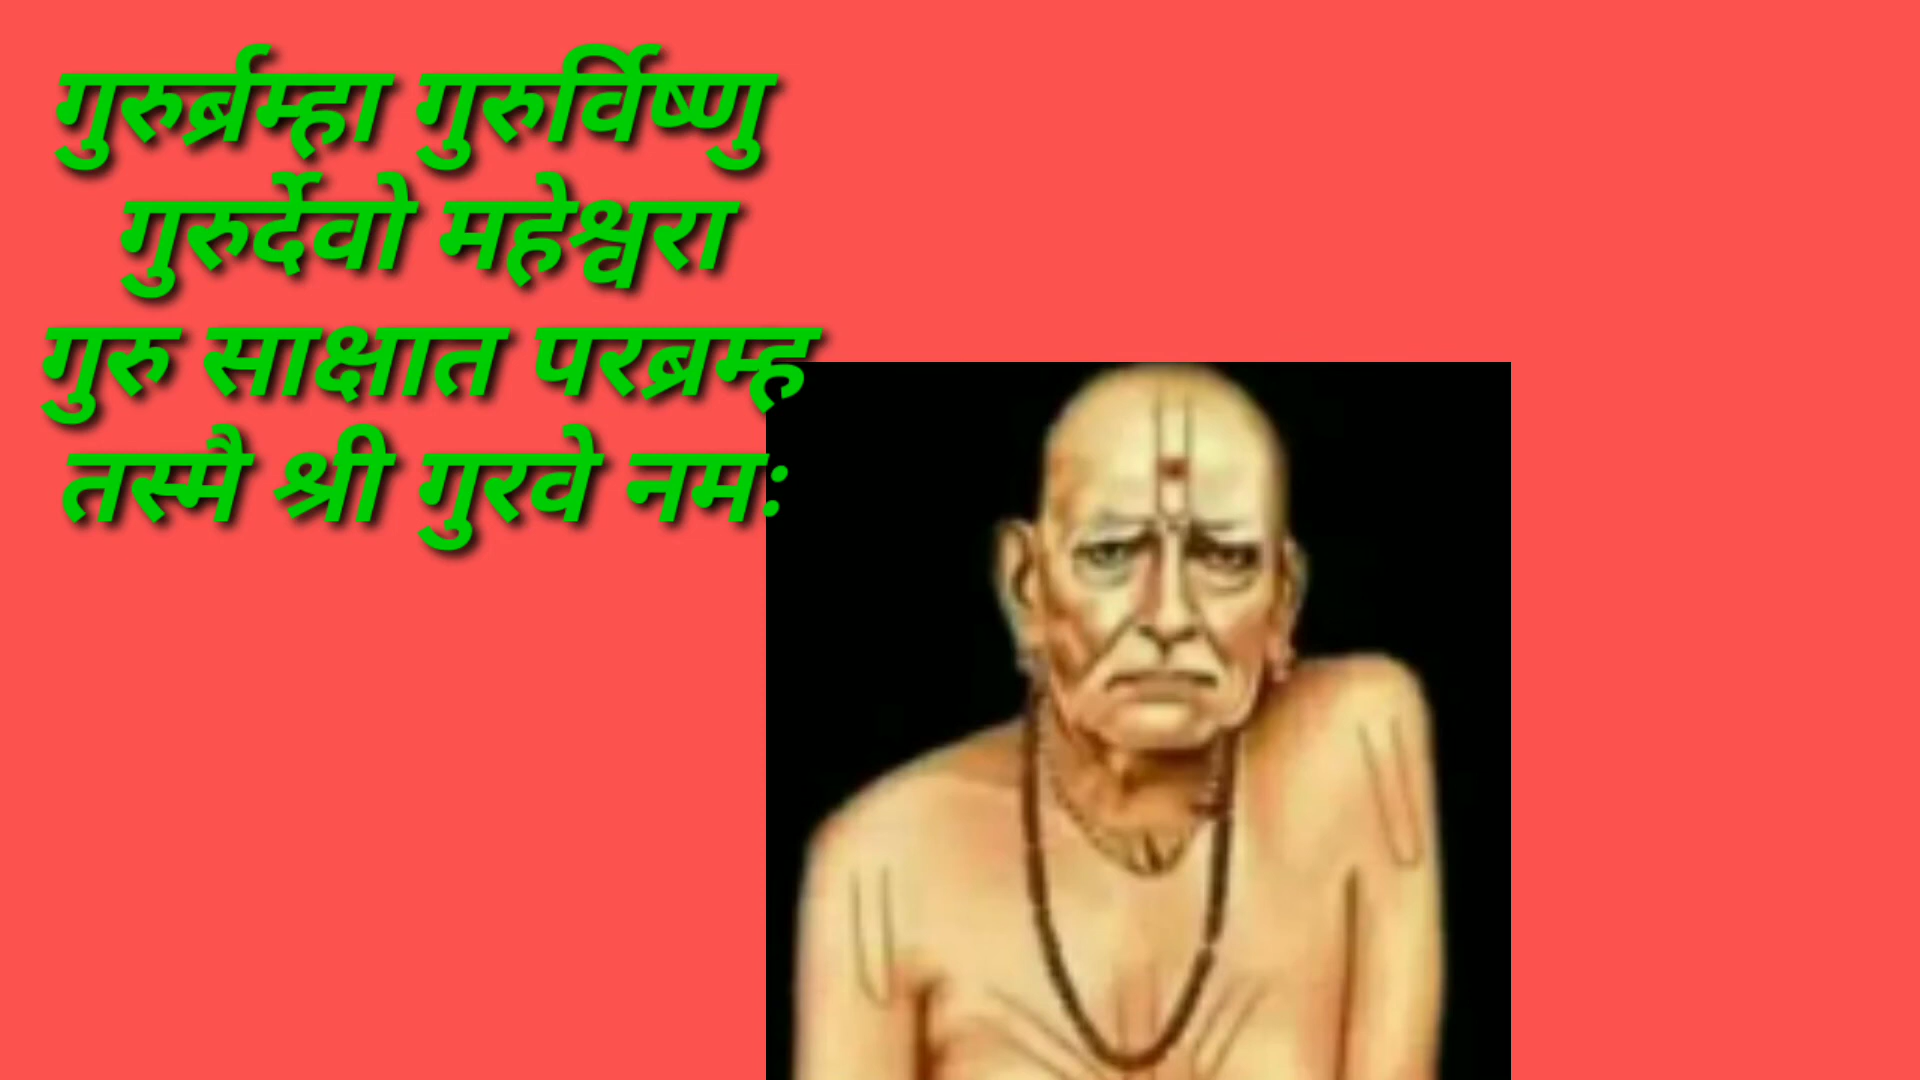 गुरुर्ब्रम्हा गुरुर्विष्णु
गुरुर्देवो महेश्वरा
गुरु साक्षात परब्रम्ह
तस्मै श्री गुरवे नमः